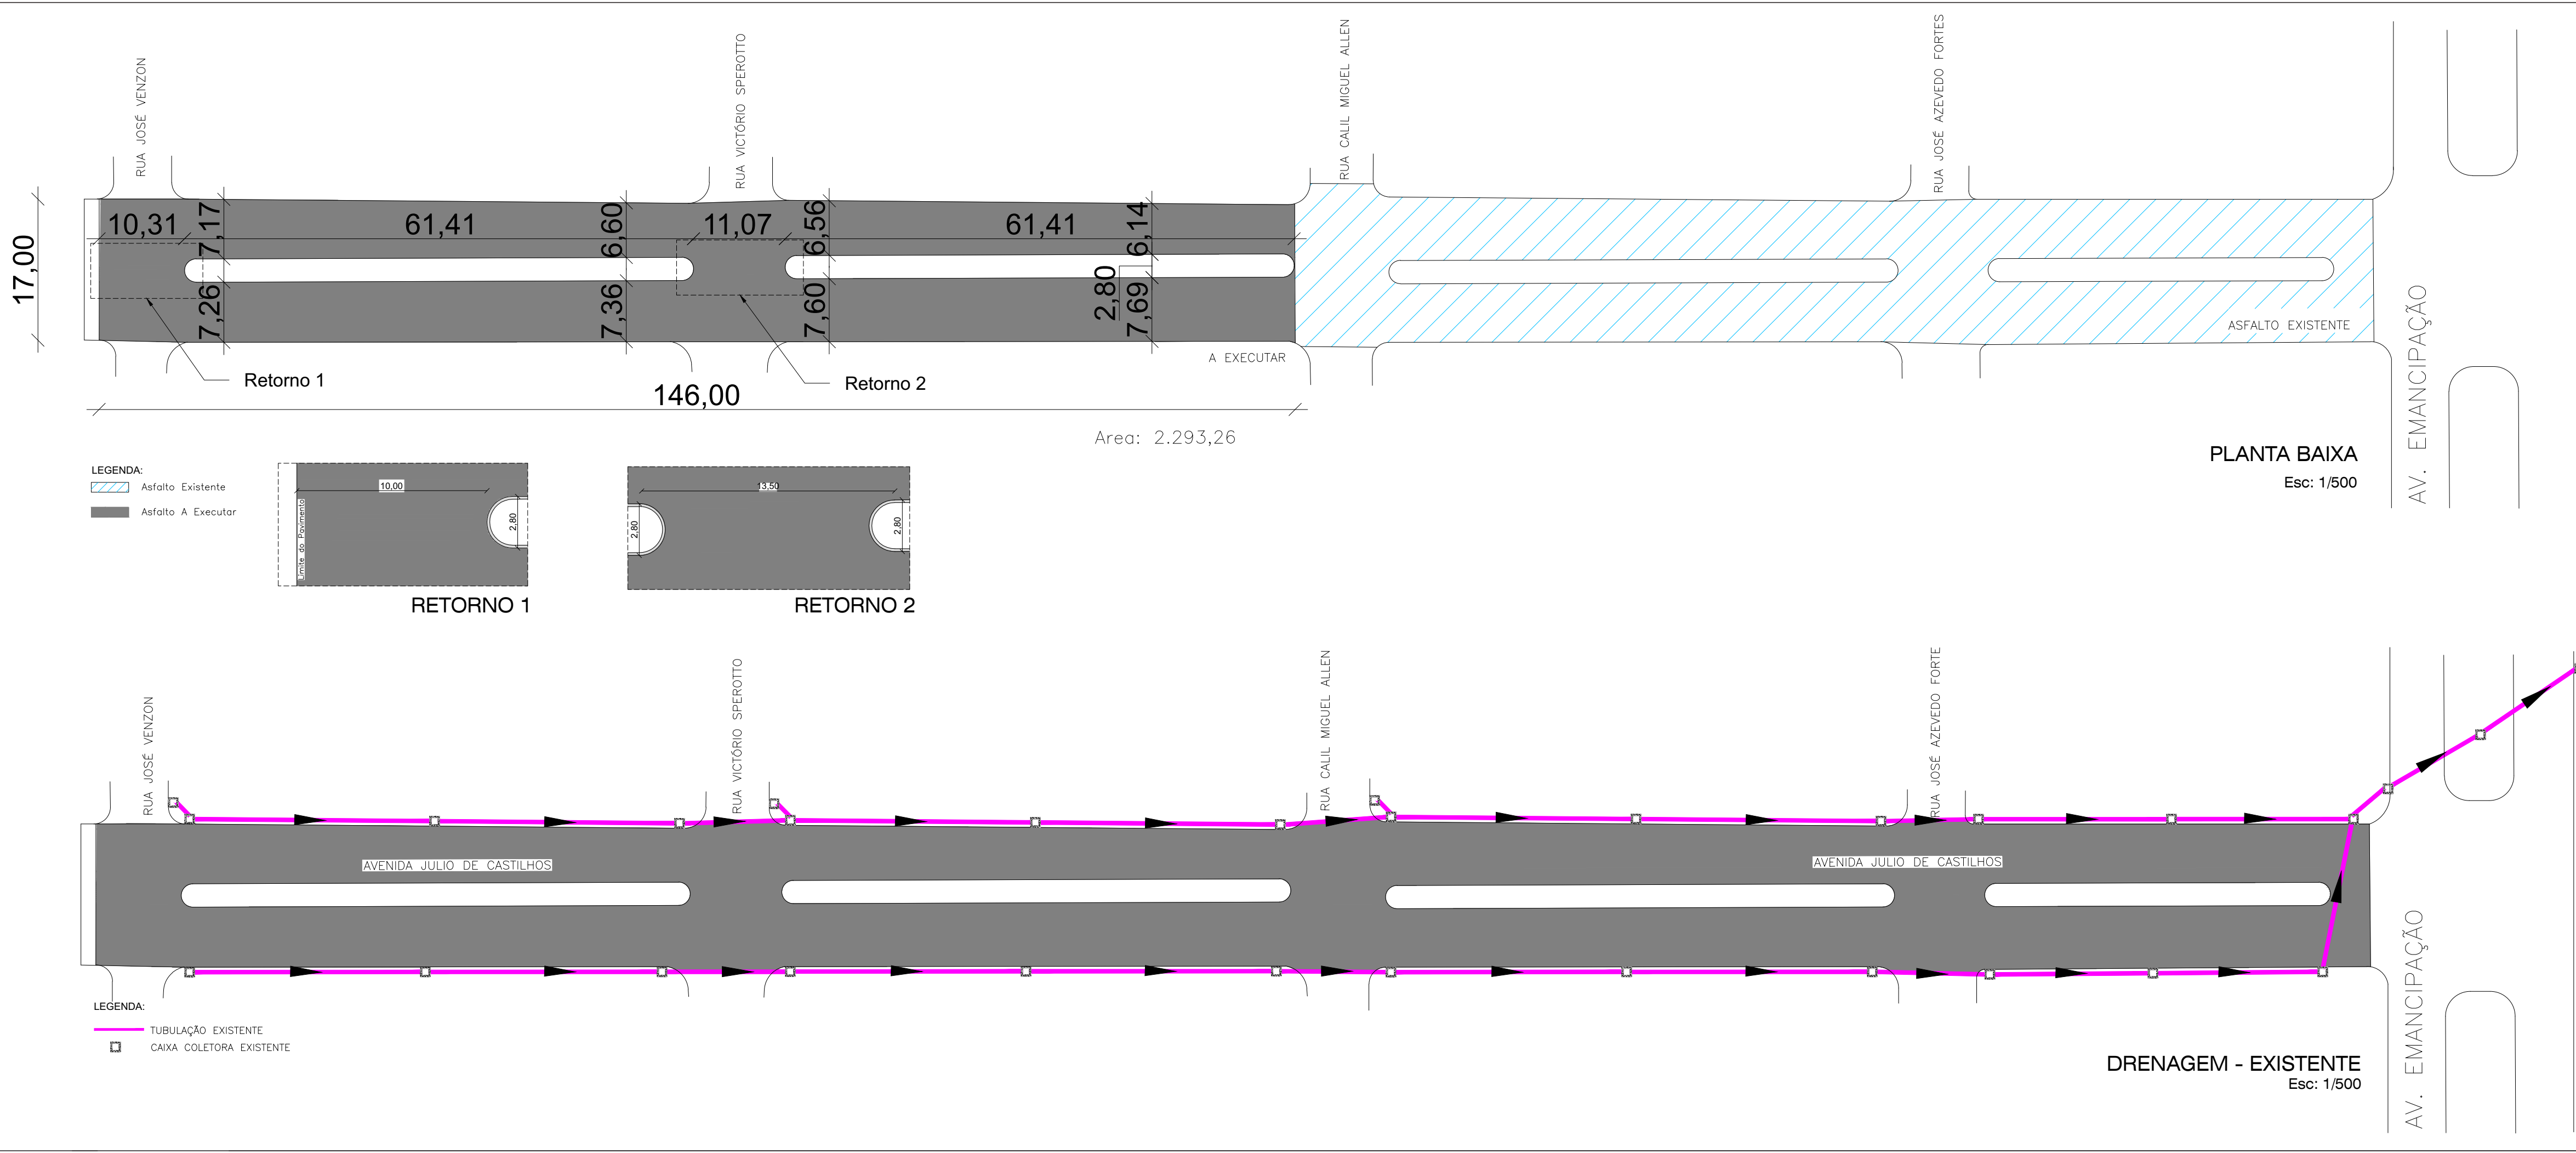 RUA JOSÉ VENZON
RUA VICTÓRIO SPEROTTO
RUA CALIL MIGUEL ALLEN
RUA JOSÉ AZEVEDO FORTES
17,00
10,31
7,17
61,41
6,60
11,07
6,56
61,41
6,14
7,26
7,36
7,60
2,80
7,69
ASFALTO EXISTENTE
A EXECUTAR
Retorno 1
Retorno 2
146,00
Area: 2.293,26
AV. EMANCIPAÇÃO
PLANTA BAIXA
Esc: 1/500
LEGENDA:
Asfalto Existente
Asfalto A Executar
Limite do Pavimento
10,00
2,80
RETORNO 1
13,50
2,80
2,80
RETORNO 2
RUA JOSÉ VENZON
RUA VICTÓRIO SPEROTTO
RUA CALIL MIGUEL ALLEN
RUA JOSÉ AZEVEDO FORTE
AVENIDA JULIO DE CASTILHOS
AVENIDA JULIO DE CASTILHOS
AV. EMANCIPAÇÃO
LEGENDA:
TUBULAÇÃO EXISTENTE
CAIXA COLETORA EXISTENTE
DRENAGEM - EXISTENTE
Esc: 1/500